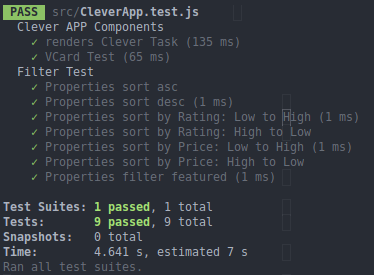 PASS src/CleverApp.test.js
Clever APP Components
✓ renders Clever Task (135 ms)
✓ VCard Test (65 ms)
Filter Test
✓ Properties sort asc
✓ Properties sort desc (1 ms)
✓ Properties sort by Rating: Low to High (1 ms)
✓ Properties sort by Rating: High to Low
✓ Properties sort by Price: Low to High (1 ms)
✓ Properties sort by Price: High to Low
✓ Properties filter featured (1 ms)
Test Suites: 1 passed, 1 total
Tests: 9 passed, 9 total
Snapshots: 0 total
Time: 4.641 s, estimated 7 s
Ran all test suites.